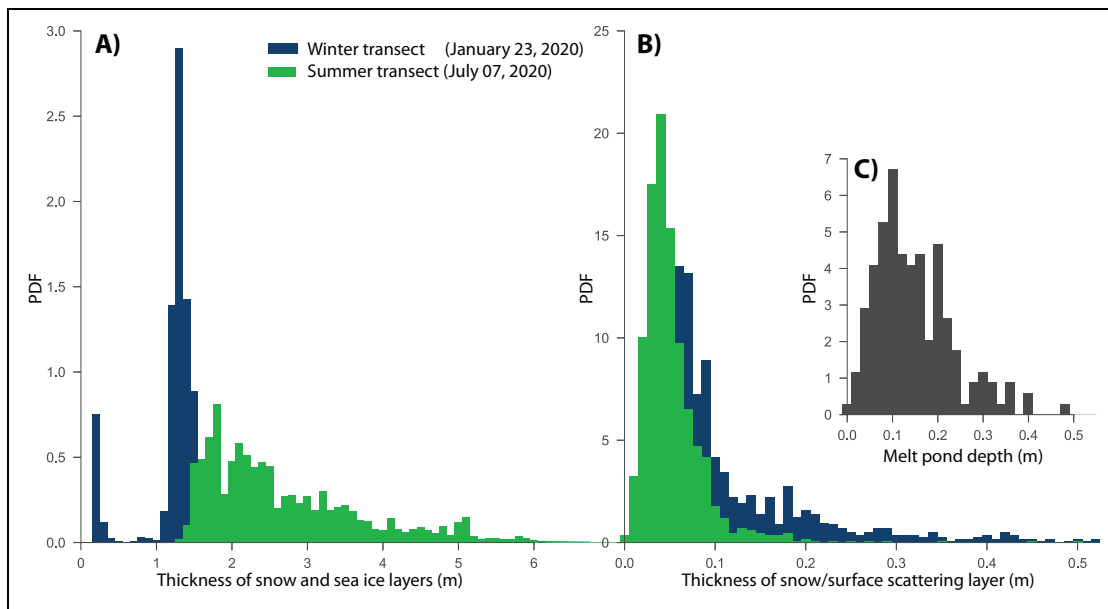 A)
Winter transect (January 23, 2020)
Summer transect (July 07, 2020)
3.0
2.5
2.0
1.5
1.0
0.5
0.0
PDF
0 1 2 3 4 5 6
Thickness of snow and sea ice layers (m)
B)
25
20
15
10
5
0
PDF
0.0 0.1 0.2 0.3 0.4 0.5
Thickness of snow/surface scattering layer (m)
C)
7
6
5
4
3
2
1
0
PDF
0.0 0.1 0.2 0.3 0.4 0.5
Melt pond depth (m)